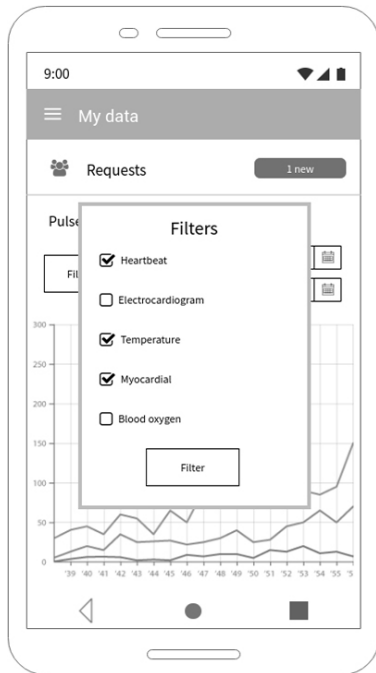 9:00
My data
Requests
1 new
Pulse
Filters
Fil
Heartbeat
Electrocardiogram
Temperature
Myocardial
Blood oxygen
Filter
300
250
200
150
100
50
0
'39 '40 '41 '42 '43 '44 '45 '46 '47 '48 '49 '50 '51 '52 '53 '54 '55 '5